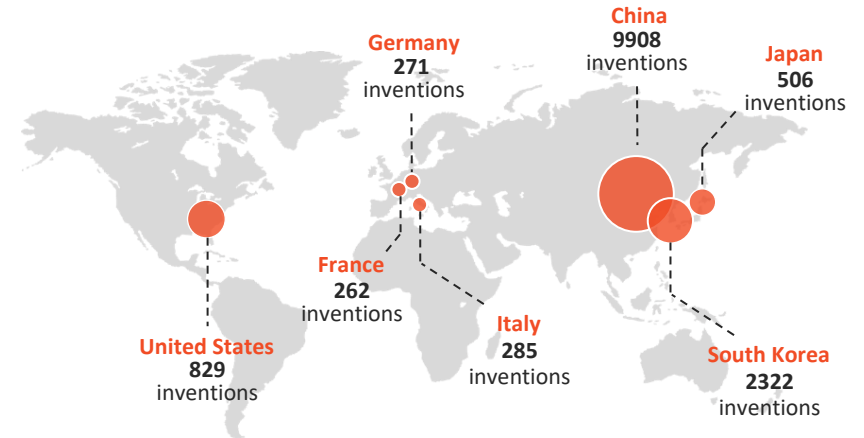 China
9908
inventions
Germany
271
inventions
Japan
506
inventions
France
262
inventions
Italy
285
inventions
United States
829
inventions
South Korea
2322
inventions